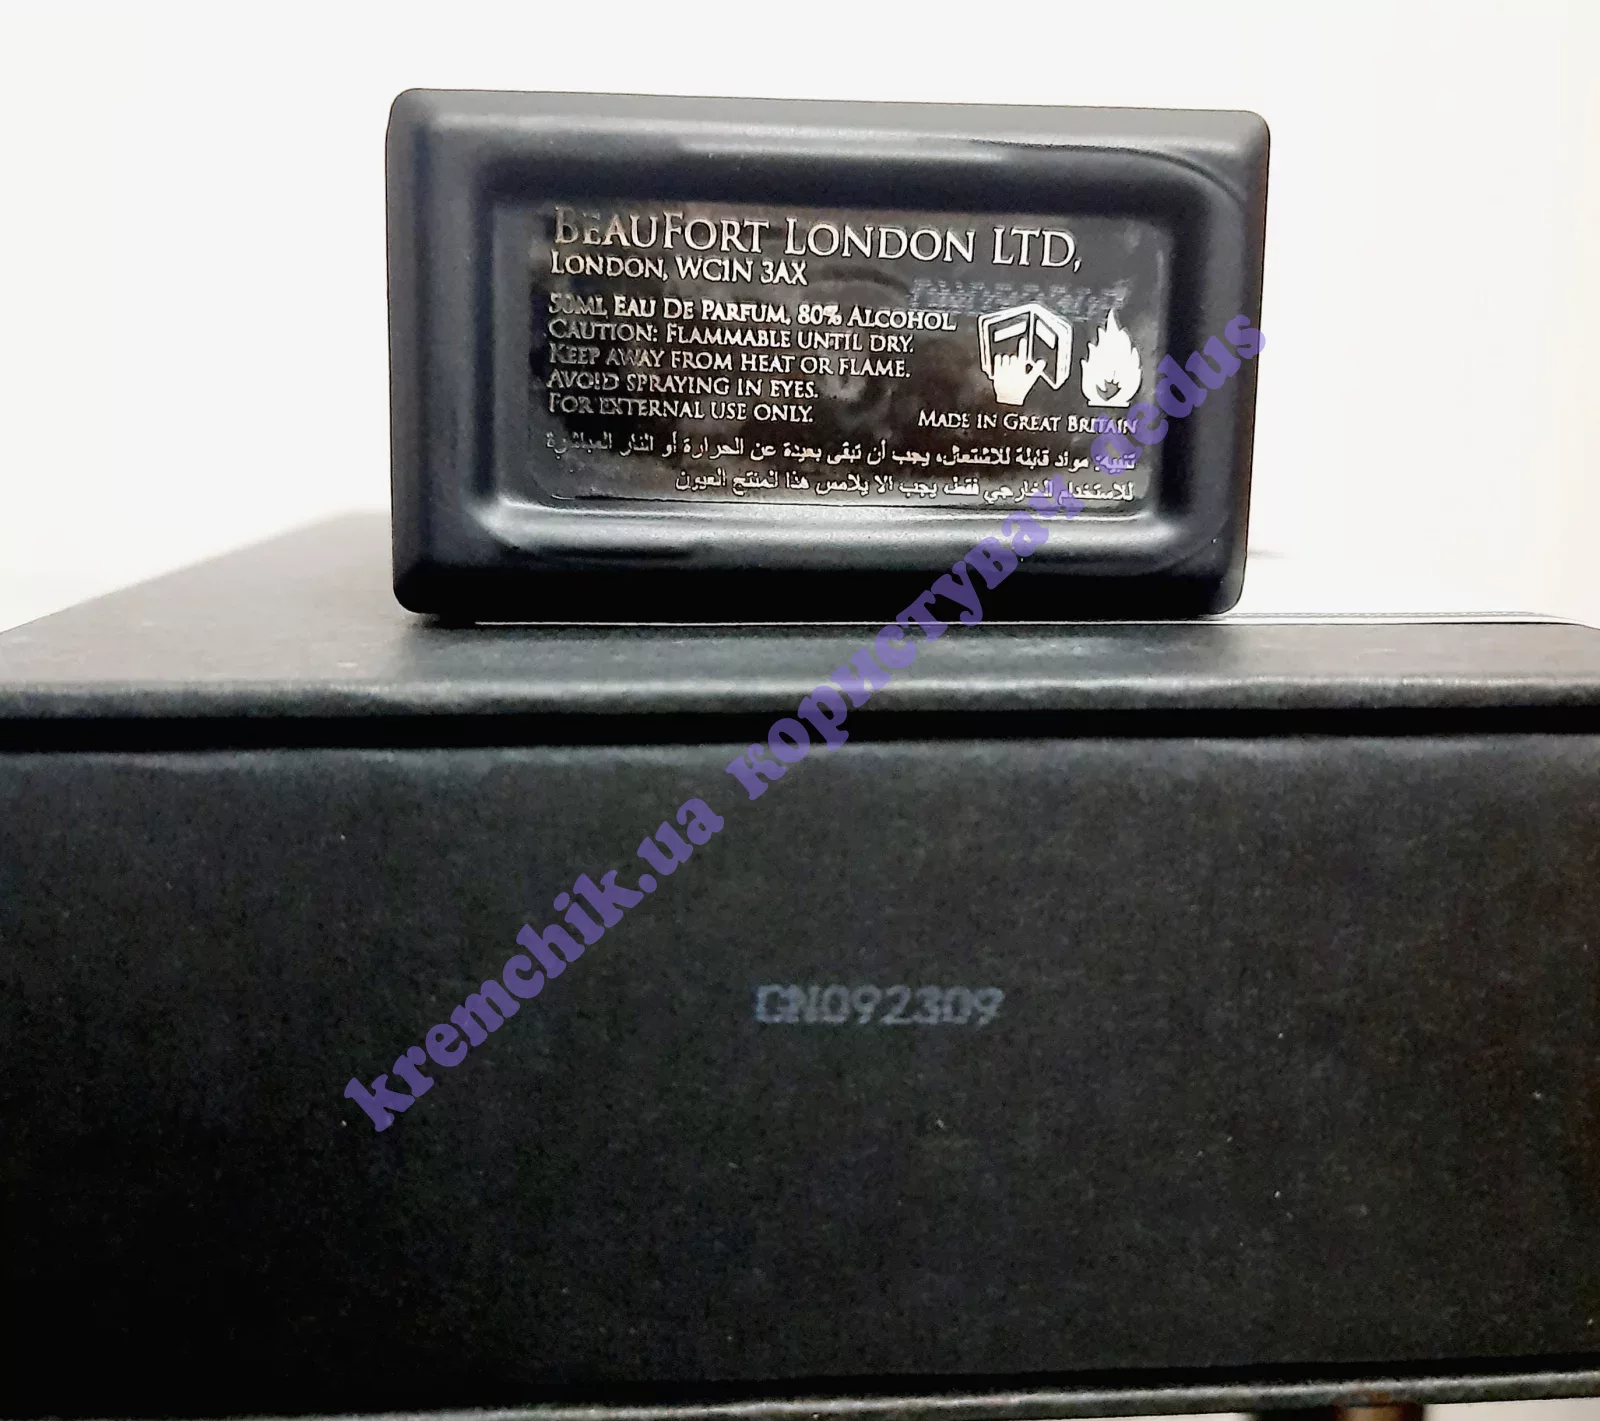 BEAUFORT LONDON LTD,
LONDON, WC1N 3AX
50ML EAU DE PARFUM, 80% ALCOHOL
CAUTION: FLAMMABLE UNTIL DRY.
KEEP AWAY FROM HEAT OR FLAME.
AVOID SPRAYING IN EYES.
FOR EXTERNAL USE ONLY.
MADE IN GREAT BRITAIN
تنبيه: مواد قابلة للاشتعال، يجب أن تبقى بعيدة عن الحرارة أو النار المباشرة
للاستخدام الخارجي فقط، يجب ألا يلامس هذا المنتج العيون
GN092309
kremchik.ua користувач aedus